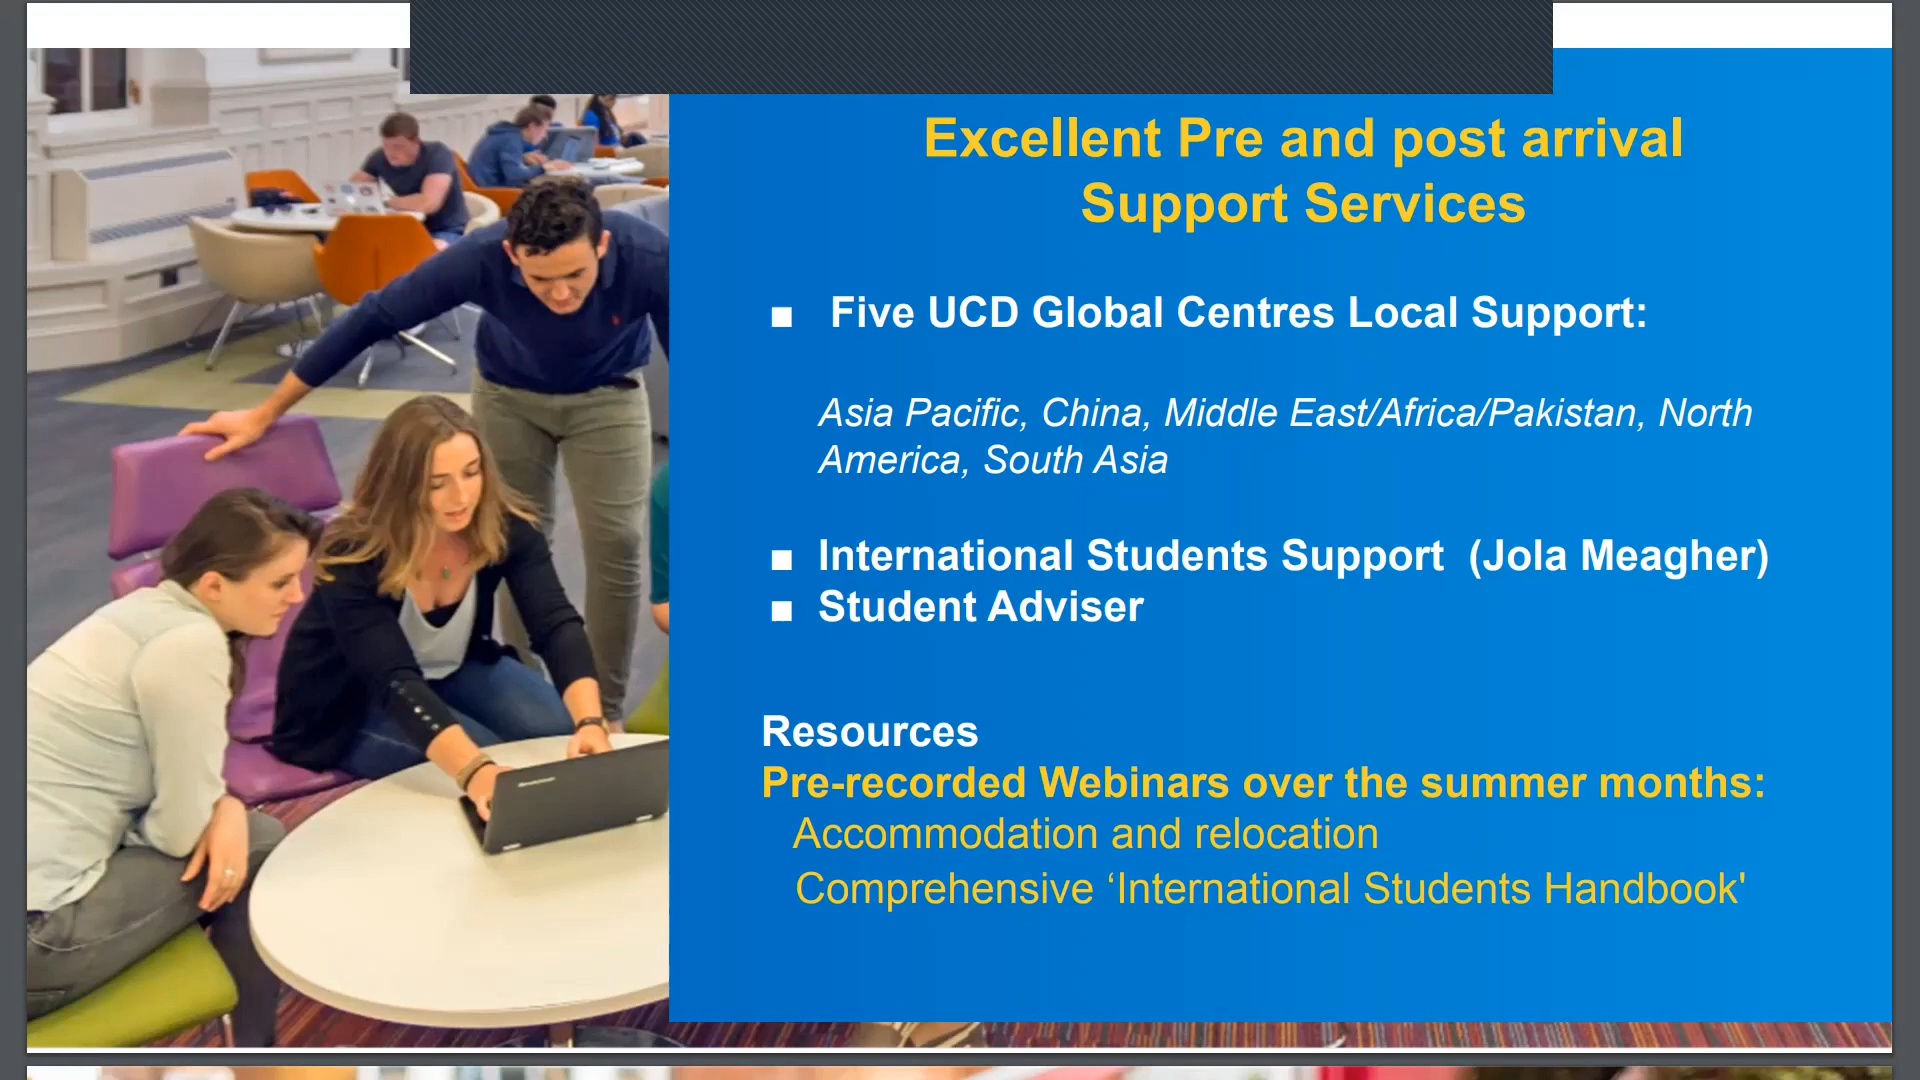 Excellent Pre and post arrival
Support Services
▪ Five UCD Global Centres Local Support:
Asia Pacific, China, Middle East/Africa/Pakistan, North
America, South Asia
▪ International Students Support (Jola Meagher)
▪ Student Adviser
Resources
Pre-recorded Webinars over the summer months:
Accommodation and relocation
Comprehensive ‘International Students Handbook'